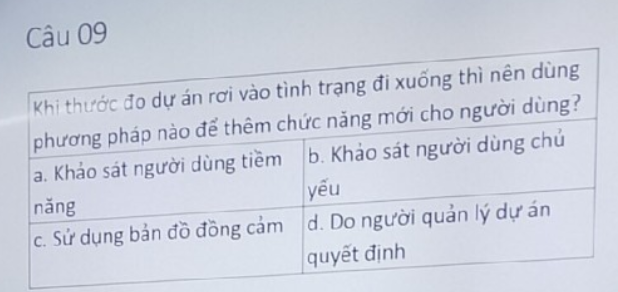 Câu 09
Khi thước đo dự án rơi vào tình trạng đi xuống thì nên dùng
phương pháp nào để thêm chức năng mới cho người dùng?
a. Khảo sát người dùng tiềm
năng
b. Khảo sát người dùng chủ
yếu
c. Sử dụng bản đồ đồng cảm
d. Do người quản lý dự án
quyết định